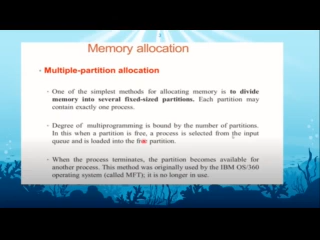 Memory allocation
• Multiple-partition allocation
• One of the simplest methods for allocating memory is to divide
memory into several fixed-sized partitions. Each partition may
contain exactly one process.
• Degree of multiprogramming is bound by the number of partitions.
In this when a partition is free, a process is selected from the input
queue and is loaded into the free partition.
• When the process terminates, the partition becomes available for
another process. This method was originally used by the IBM OS/360
operating system (called MFT); it is no longer in use.